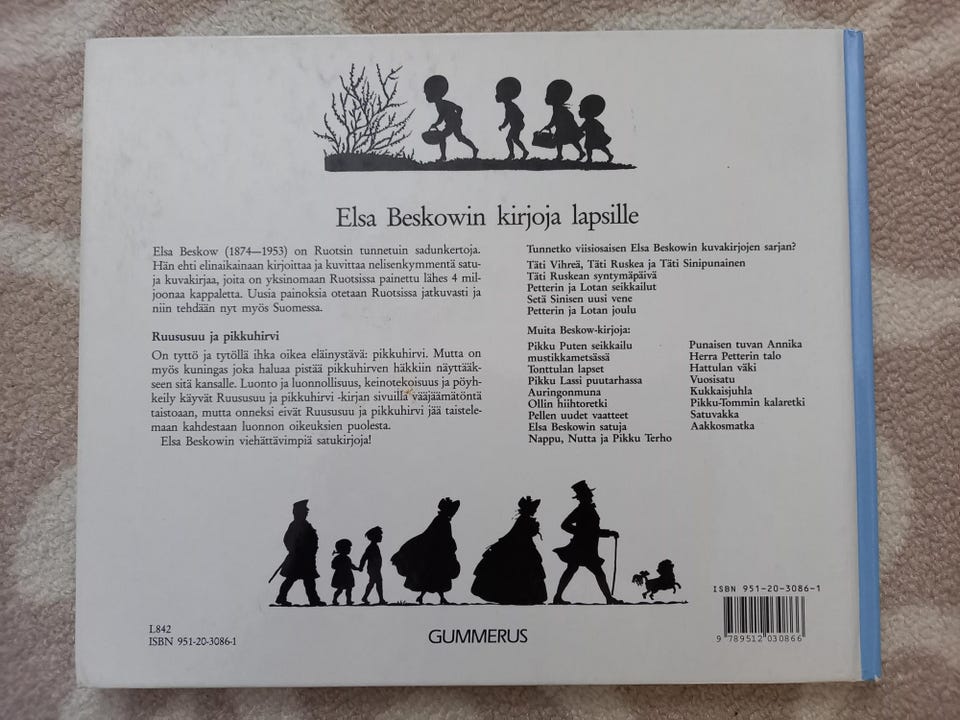 Elsa Beskowin kirjoja lapsille
Elsa Beskow (1874—1953) on Ruotsin tunnetuin sadunkertoja.
Hän ehti elinaikainaan kirjoittaa ja kuvittaa nelisenkymmentä satu-
ja kuvakirjaa, joita on yksinomaan Ruotsissa painettu lähes 4 mil-
joonaa kappaletta. Uusia painoksia otetaan Ruotsissa jatkuvasti ja
niin tehdään nyt myös Suomessa.
Ruususuu ja pikkuhirvi
On tyttö ja tytöllä ihka oikea eläinystävä: pikkuhirvi. Mutta on
myös kuningas joka haluaa pistää pikkuhirven häkkiin näyttääk-
seen sitä kansalle. Luonto ja luonnollisuus, keinotekoisuus ja pöyh-
keily käyvät Ruususuu ja pikkuhirvi -kirjan sivuilla vääjäämätöntä
taistoaan, mutta onneksi eivät Ruususuu ja pikkuhirvi jää taistele-
maan kahdestaan luonnon oikeuksien puolesta.
Elsa Beskowin viehättävimpiä satukirjoja!
Tunnetko viisiosaisen Elsa Beskowin kuvakirjojen sarjan?
Täti Vihreä, Täti Ruskea ja Täti Sinipunainen
Täti Ruskean syntymäpäivä
Petterin ja Lotan seikkailut
Setä Sinisen uusi vene
Petterin ja Lotan joulu
Muita Beskow-kirjoja:
Pikku Puten seikkailu
mustikkametsässä
Tonttulan lapset
Pikku Lassi puutarhassa
Auringonmuna
Ollin hiihtoretki
Pellen uudet vaatteet
Elsa Beskowin satuja
Nappu, Nutta ja Pikku Terho
Punaisen tuvan Annika
Herra Petterin talo
Hattulan väki
Vuosisatu
Kukkaisjuhla
Pikku-Tommin kalaretki
Satuvakka
Aakkosmatka
L842
ISBN 951-20-3086-1
GUMMERUS
ISBN 951-20-3086-1
9 789512 030866